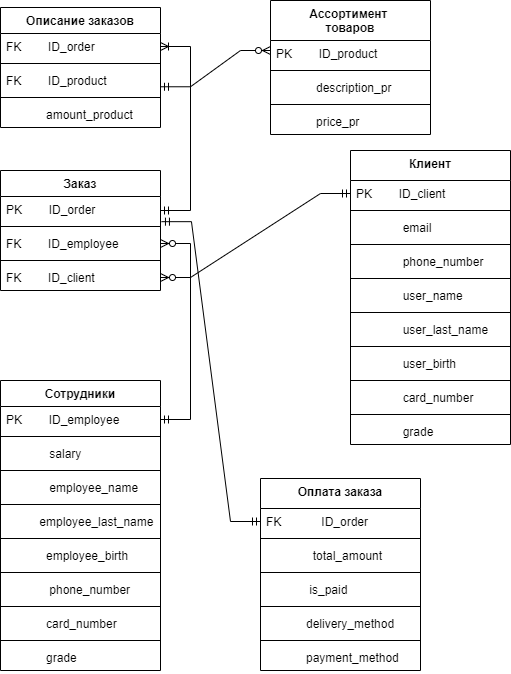 Описание заказов
FK ID_order
FK ID_product
amount_product
Ассортимент
товаров
PK ID_product
description_pr
price_pr
Заказ
PK ID_order
FK ID_employee
FK ID_client
Клиент
PK ID_client
email
phone_number
user_name
user_last_name
user_birth
card_number
grade
Сотрудники
PK ID_employee
salary
employee_name
employee_last_name
employee_birth
phone_number
card_number
grade
Оплата заказа
FK ID_order
total_amount
is_paid
delivery_method
payment_method